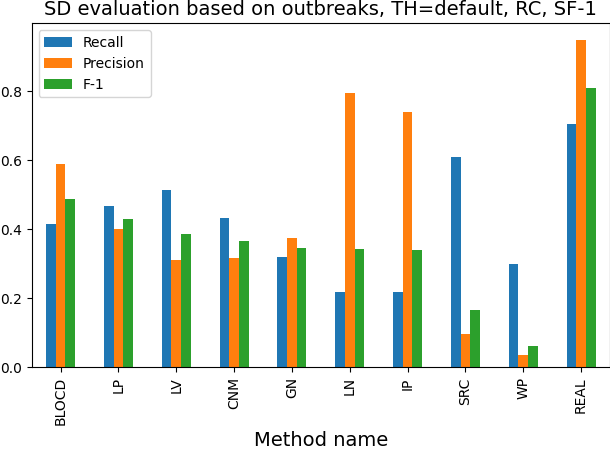 SD evaluation based on outbreaks, TH=default, RC, SF-1
Recall
Precision
F-1
0.8
0.6
0.4
0.2
0.0
BLOCD
LP
LV
CNM
GN
LN
IP
SRC
WP
REAL
Method name